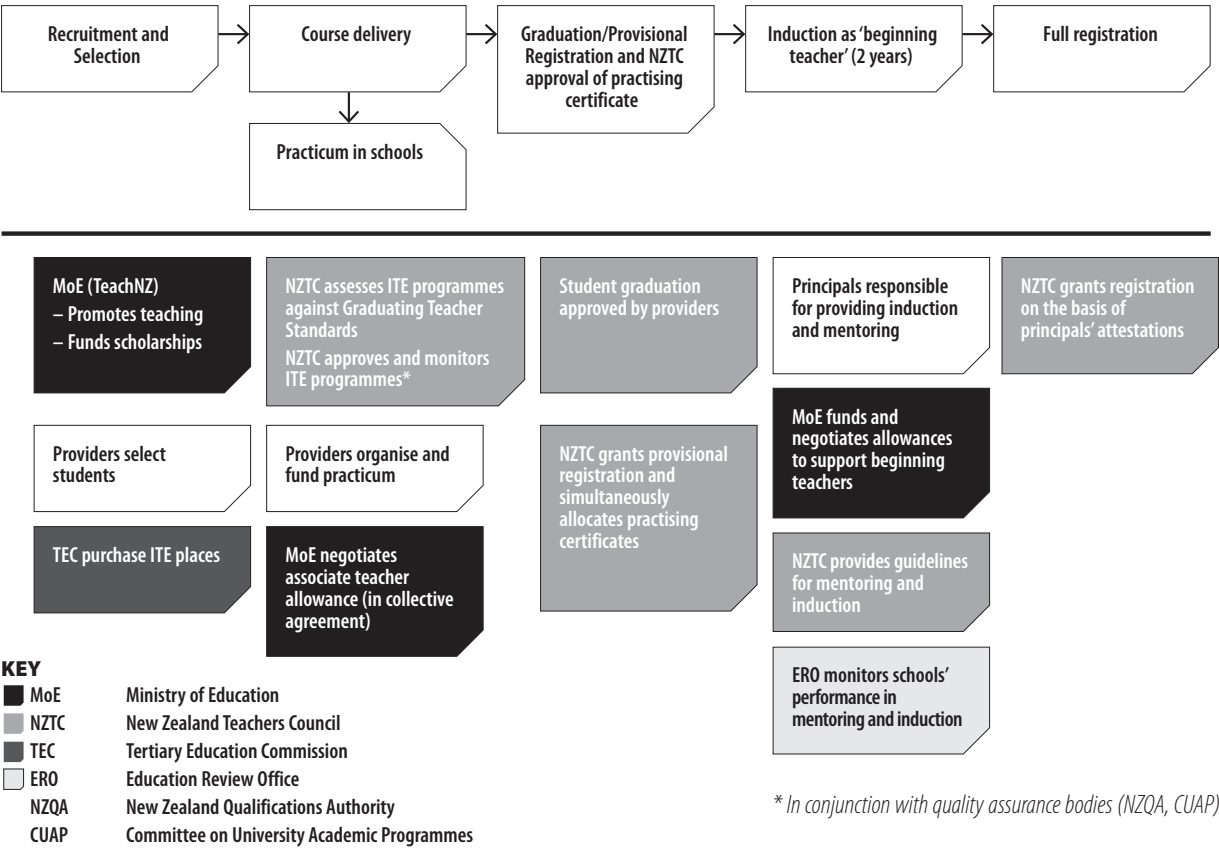 Recruitment and
Selection
Course delivery
Graduation/Provisional
Registration and NZTC
approval of practising
certificate
Induction as ‘beginning
teacher’ (2 years)
Full registration
Practicum in schools
MoE (TeachNZ)
– Promotes teaching
– Funds scholarships
Providers select
students
TEC purchase ITE places
NZTC assesses ITE programmes
against Graduating Teacher
Standards
NZTC approves and monitors
ITE programmes*
Providers organise and
fund practicum
MoE negotiates
associate teacher
allowance (in collective
agreement)
Student graduation
approved by providers
NZTC grants provisional
registration and
simultaneously
allocates practising
certificates
Principals responsible
for providing induction
and mentoring
MoE funds and
negotiates allowances
to support beginning
teachers
NZTC provides guidelines
for mentoring and
induction
ERO monitors schools’
performance in
mentoring and induction
NZTC grants registration
on the basis of
principals’ attestations
KEY
MoE Ministry of Education
NZTC New Zealand Teachers Council
TEC Tertiary Education Commission
ERO Education Review Office
NZQA New Zealand Qualifications Authority
CUAP Committee on University Academic Programmes
* In conjunction with quality assurance bodies (NZQA, CUAP)